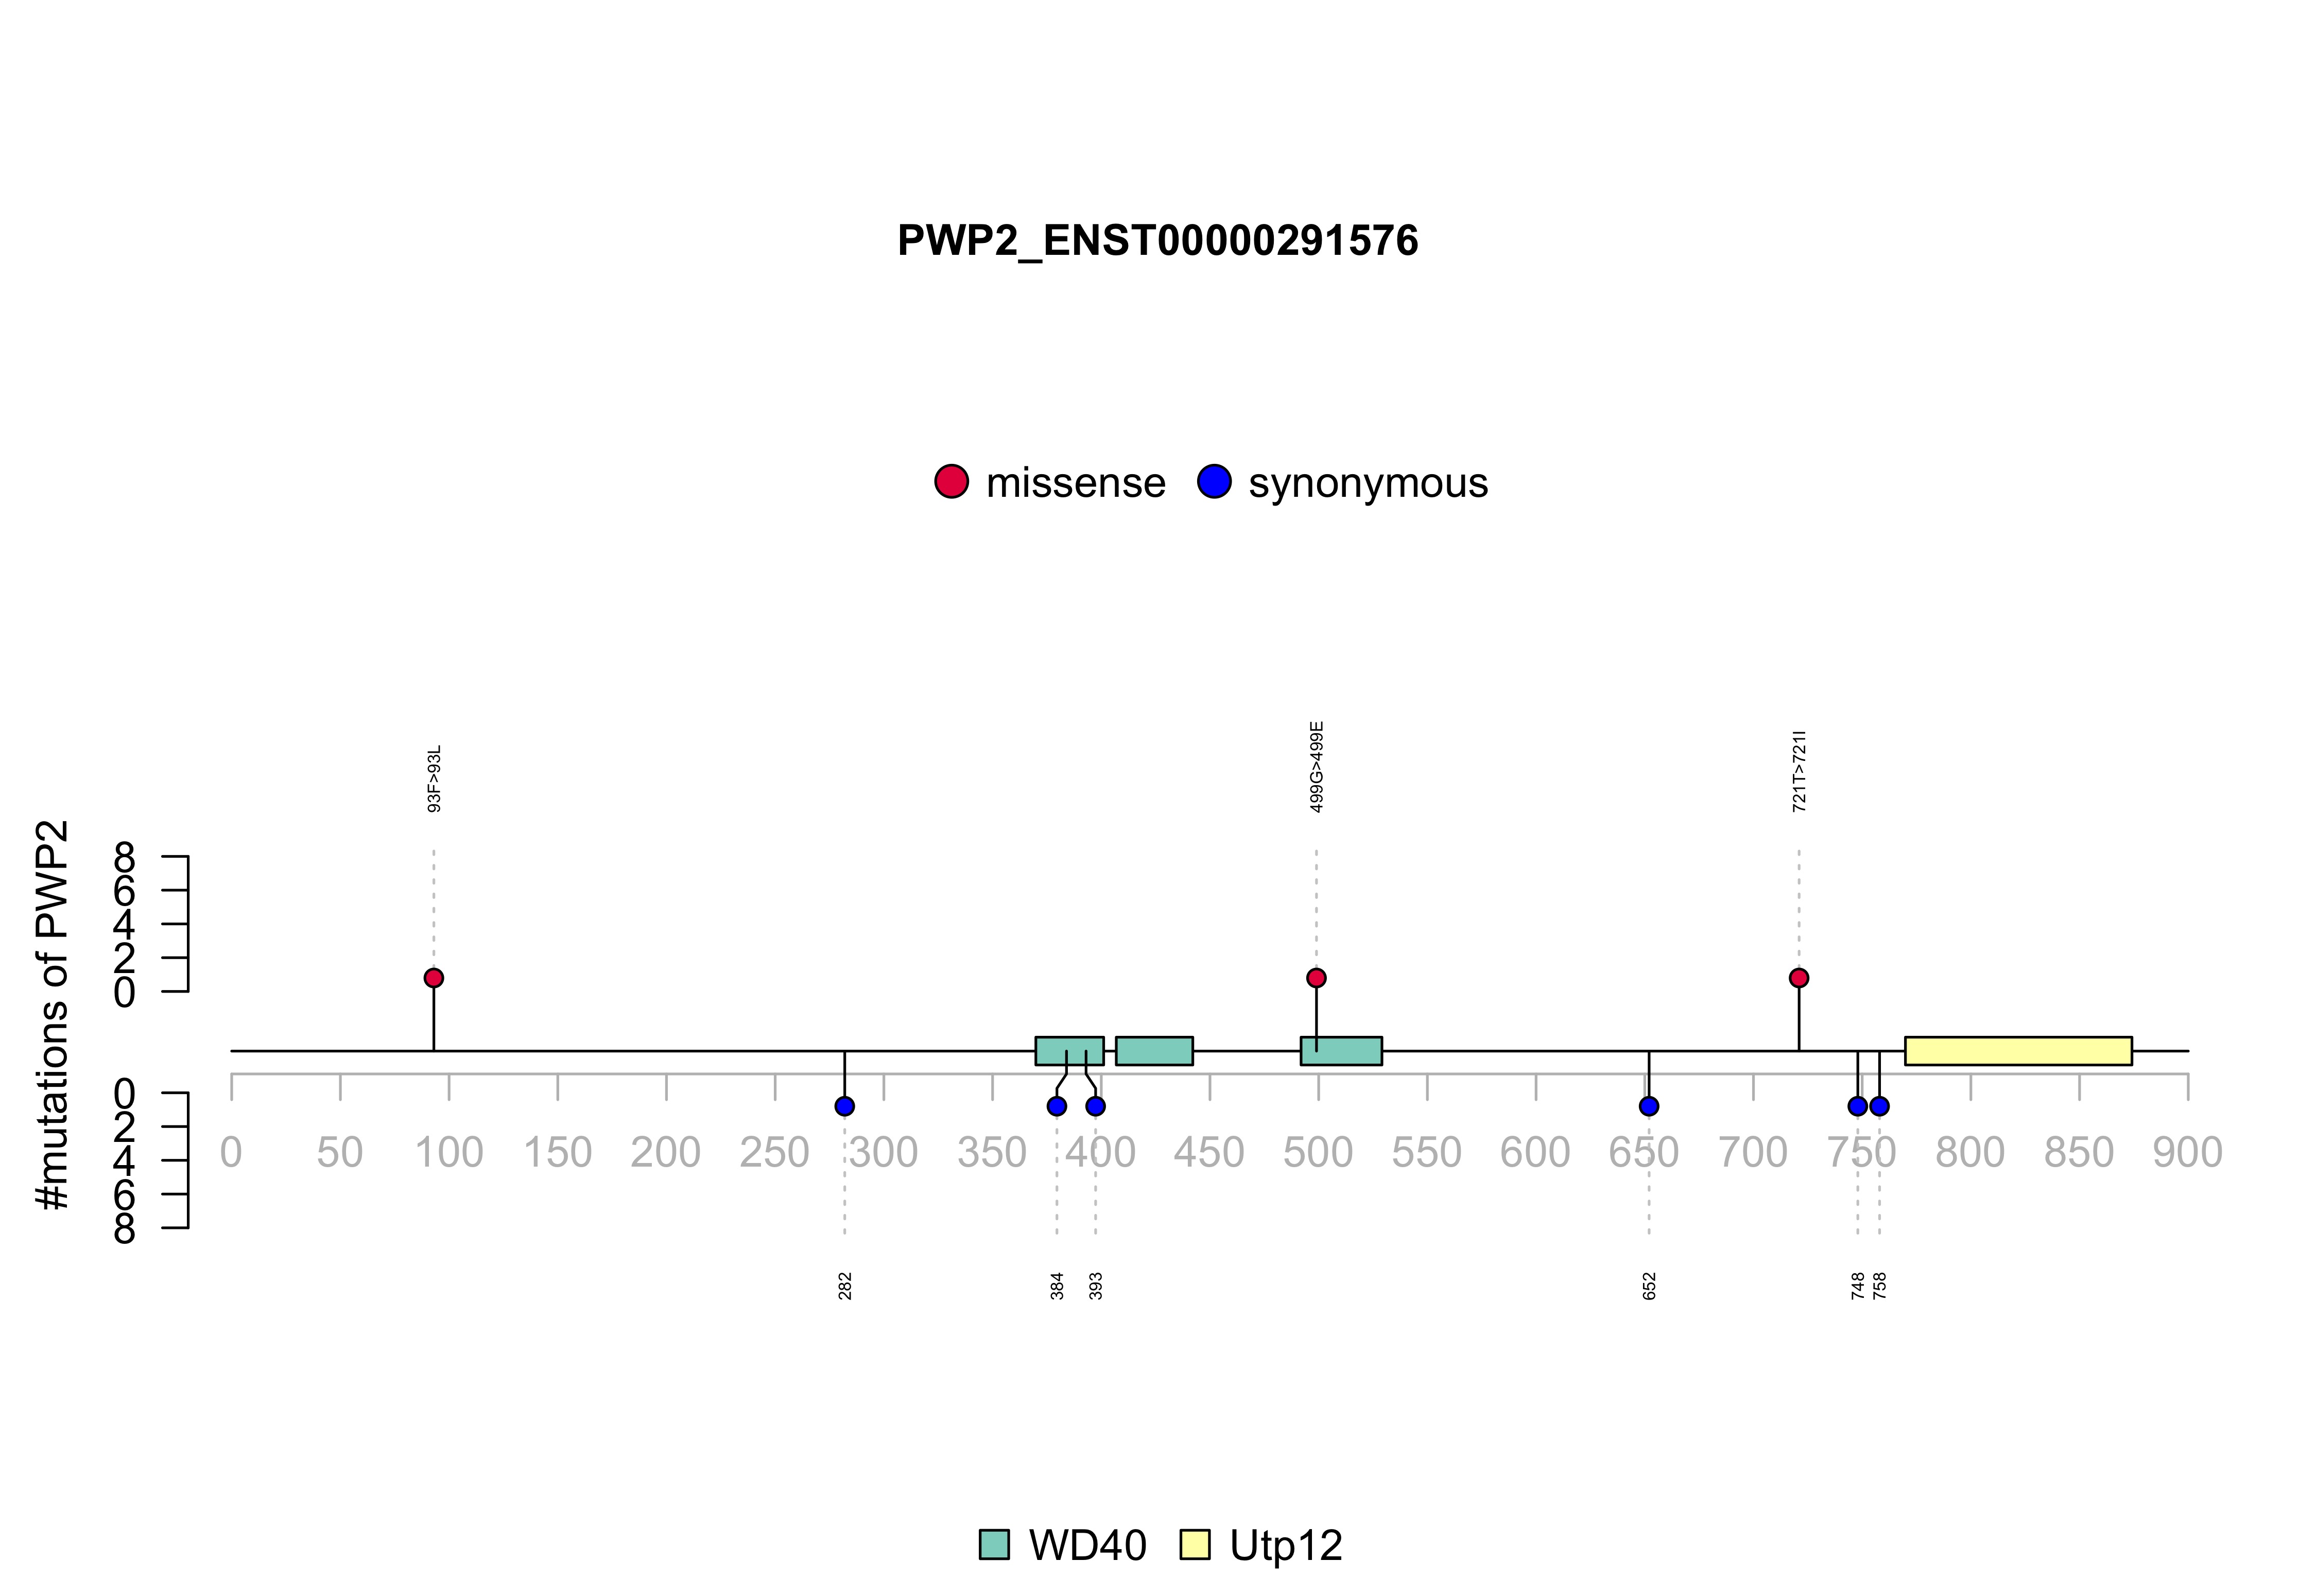 PWP2_ENST00000291576
missense synonymous
93F>93L 499G>499E 721T>721I
#mutations of PWP2
8
6
4
2
0
0
2
4
6
8
0 50 100 150 200 250 300 350 400 450 500 550 600 650 700 750 800 850 900
282 384 393 652 748 758
WD40 Utp12